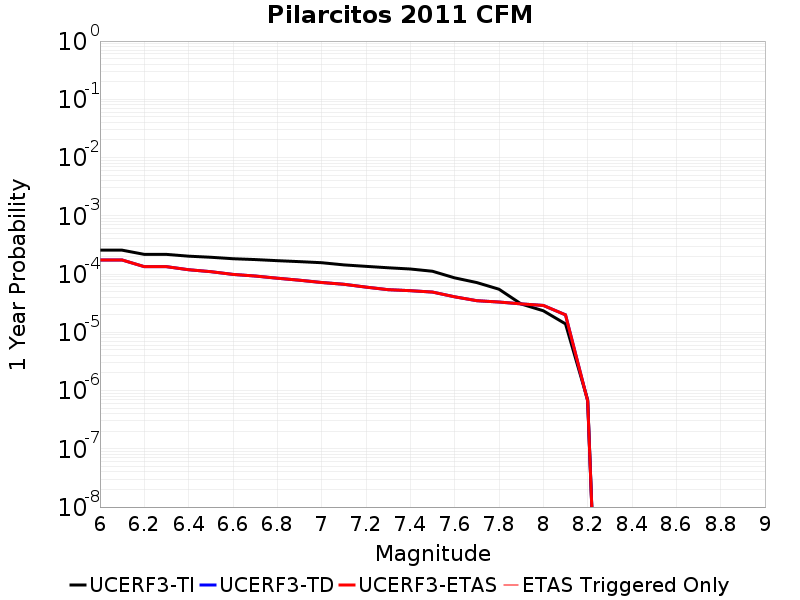 Pilarcitos 2011 CFM
1 Year Probability
10^0
10^-1
10^-2
10^-3
10^-4
10^-5
10^-6
10^-7
10^-8
6 6.2 6.4 6.6 6.8 7 7.2 7.4 7.6 7.8 8 8.2 8.4 8.6 8.8 9
Magnitude
UCERF3-TI UCERF3-TD UCERF3-ETAS ETAS Triggered Only